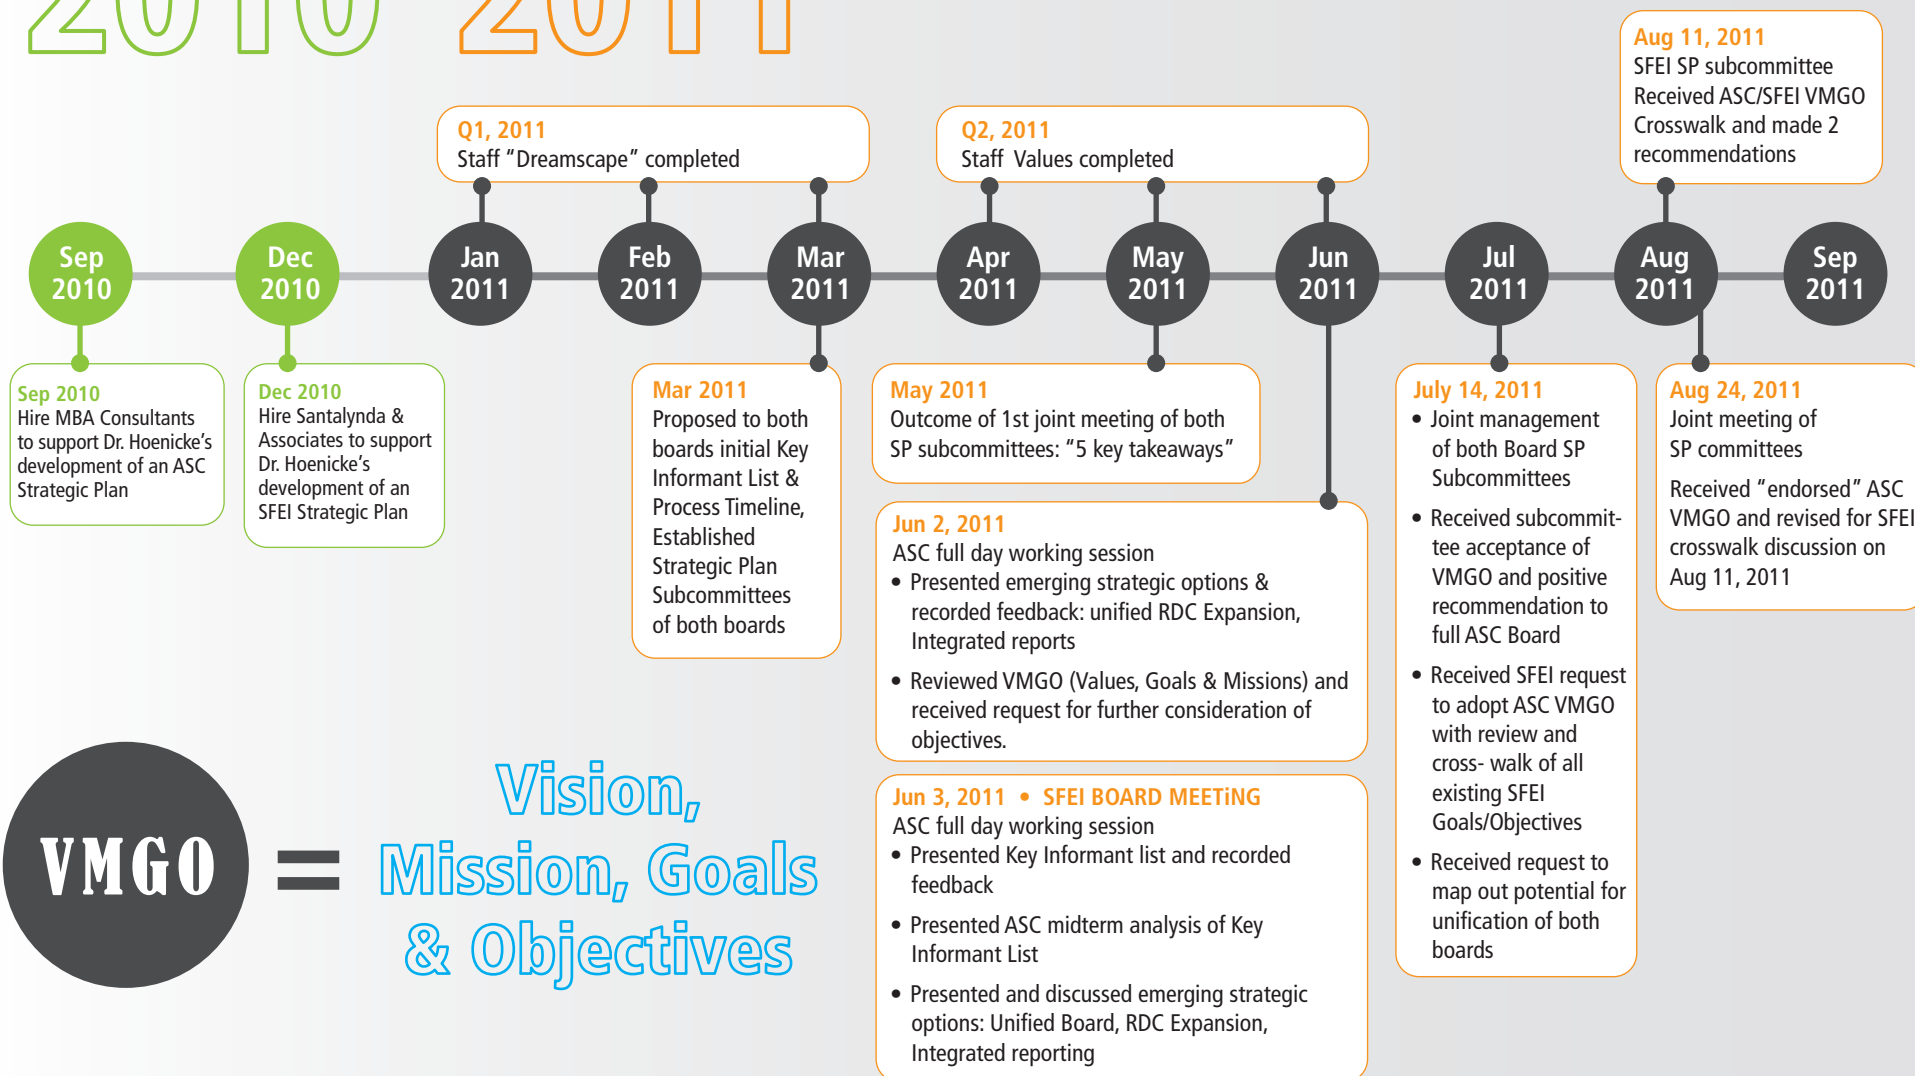 2010 2011
Aug 11, 2011
SFEI SP subcommittee
Received ASC/SFEI VMGO
Crosswalk and made 2
recommendations
Q1, 2011
Staff “Dreamscape” completed
Q2, 2011
Staff Values completed
Sep
2010
Dec
2010
Jan
2011
Feb
2011
Mar
2011
Apr
2011
May
2011
Jun
2011
Jul
2011
Aug
2011
Sep
2011
Sep 2010
Hire MBA Consultants
to support Dr. Hoenicke’s
development of an ASC
Strategic Plan
Dec 2010
Hire Santalynda &
Associates to support
Dr. Hoenicke’s
development of an
SFEI Strategic Plan
Mar 2011
Proposed to both
boards initial Key
Informant List &
Process Timeline,
Established
Strategic Plan
Subcommittees
of both boards
May 2011
Outcome of 1st joint meeting of both
SP subcommittees: “5 key takeaways”
Jun 2, 2011
ASC full day working session
• Presented emerging strategic options &
recorded feedback: unified RDC Expansion,
Integrated reports
• Reviewed VMGO (Values, Goals & Missions) and
received request for further consideration of
objectives.
Jun 3, 2011 • SFEI BOARD MEETiNG
ASC full day working session
• Presented Key Informant list and recorded
feedback
• Presented ASC midterm analysis of Key
Informant List
• Presented and discussed emerging strategic
options: Unified Board, RDC Expansion,
Integrated reporting
July 14, 2011
• Joint management
of both Board SP
Subcommittees
• Received subcommit-
tee acceptance of
VMGO and positive
recommendation to
full ASC Board
• Received SFEI request
to adopt ASC VMGO
with review and
cross- walk of all
existing SFEI
Goals/Objectives
• Received request to
map out potential for
unification of both
boards
Aug 24, 2011
Joint meeting of
SP committees
Received “endorsed” ASC
VMGO and revised for SFEI
crosswalk discussion on
Aug 11, 2011
VMGO
=
Vision,
Mission, Goals
& Objectives